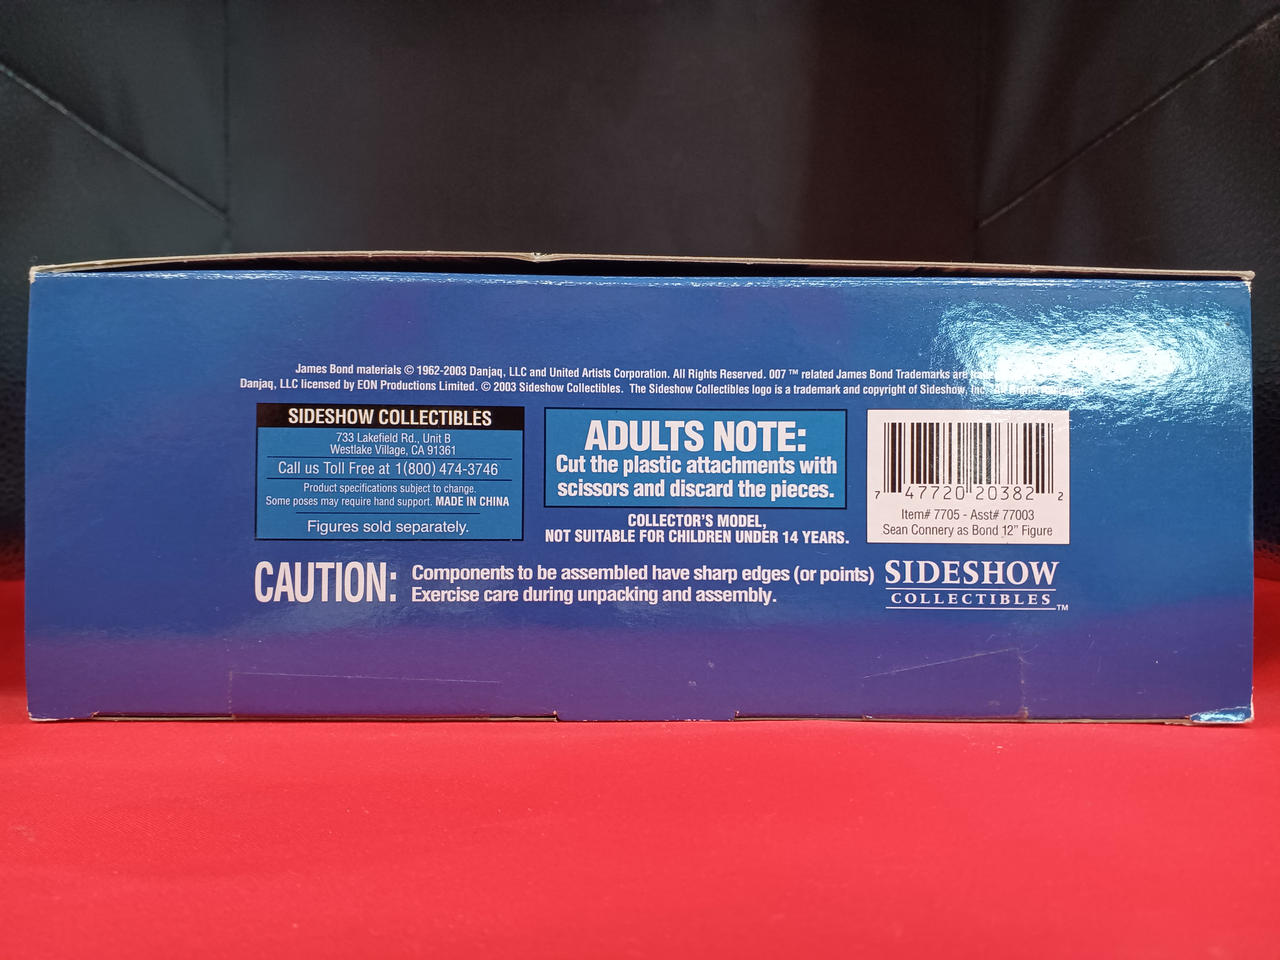 James Bond materials © 1962-2003 Danjaq, LLC and United Artists Corporation. All Rights Reserved. 007 ™ related James Bond Trademarks are
Danjaq, LLC licensed by EON Productions Limited. © 2003 Sideshow Collectibles. The Sideshow Collectibles logo is a trademark and copyright of Sideshow, Inc. All Rights Reserved
SIDESHOW COLLECTIBLES
733 Lakefield Rd., Unit B
Westlake Village, CA 91361
Call us Toll Free at 1(800) 474-3746
Product specifications subject to change.
Some poses may require hand support. MADE IN CHINA
Figures sold separately.
ADULTS NOTE:
Cut the plastic attachments with
scissors and discard the pieces.
COLLECTOR'S MODEL,
NOT SUITABLE FOR CHILDREN UNDER 14 YEARS.
7 47720 20382 2
Item# 7705 - Asst# 77003
Sean Connery as Bond 12" Figure
CAUTION: Components to be assembled have sharp edges (or points)
Exercise care during unpacking and assembly.
SIDESHOW
COLLECTIBLES™